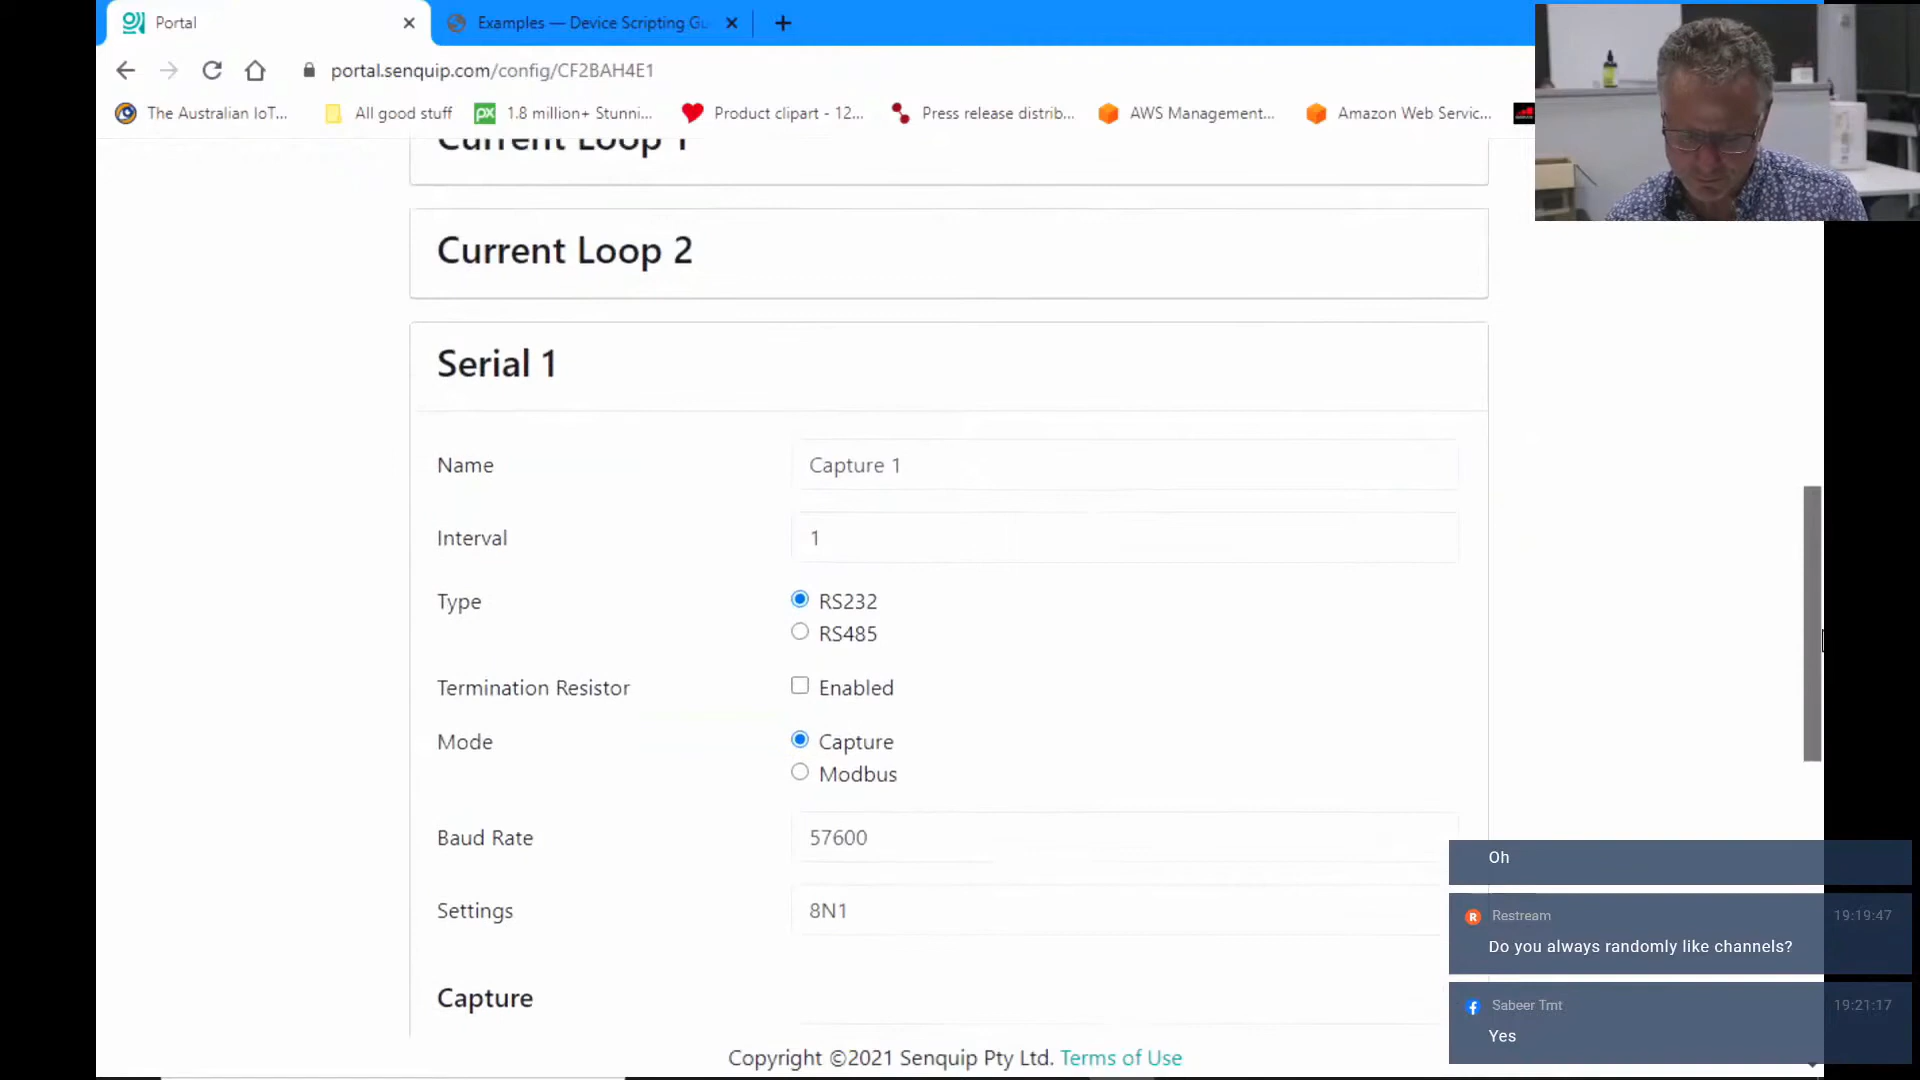 Portal
Examples — Device Scripting Gu
portal.senquip.com/config/CF2BAH4E1
The Australian IoT...
All good stuff
1.8 million+ Stunni...
Product clipart - 12...
Press release distrib...
AWS Management...
Amazon Web Servic...
Current Loop 1
Current Loop 2
Serial 1
Name
Capture 1
Interval
1
Type
RS232
RS485
Termination Resistor
Enabled
Mode
Capture
Modbus
Baud Rate
57600
Settings
8N1
Capture
Copyright ©2021 Senquip Pty Ltd. Terms of Use
Oh
Restream
19:19:47
Do you always randomly like channels?
Sabeer Tmt
19:21:17
Yes